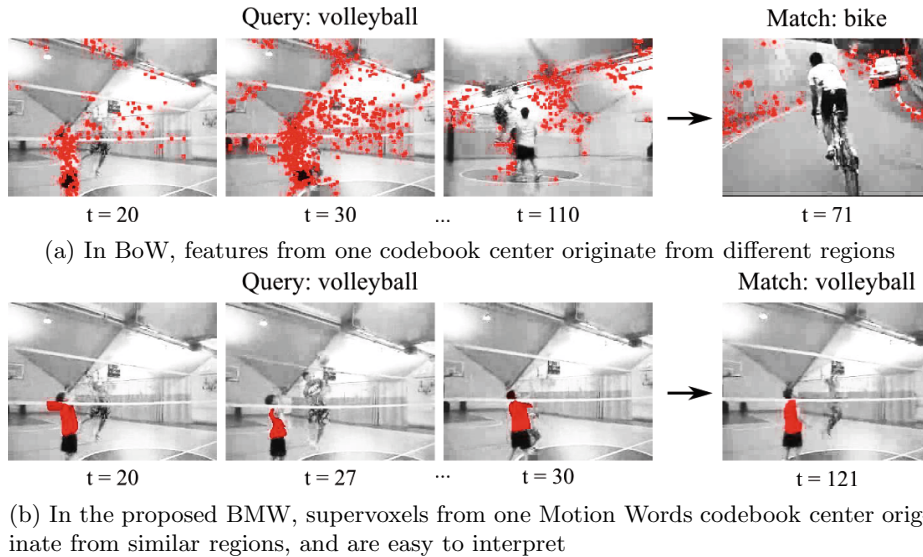 Query: volleyball Match: bike
t = 20 t = 30 ... t = 110 t = 71
(a) In BoW, features from one codebook center originate from different regions
Query: volleyball Match: volleyball
t = 20 t = 27 ... t = 30 t = 121
(b) In the proposed BMW, supervoxels from one Motion Words codebook center orig
inate from similar regions, and are easy to interpret